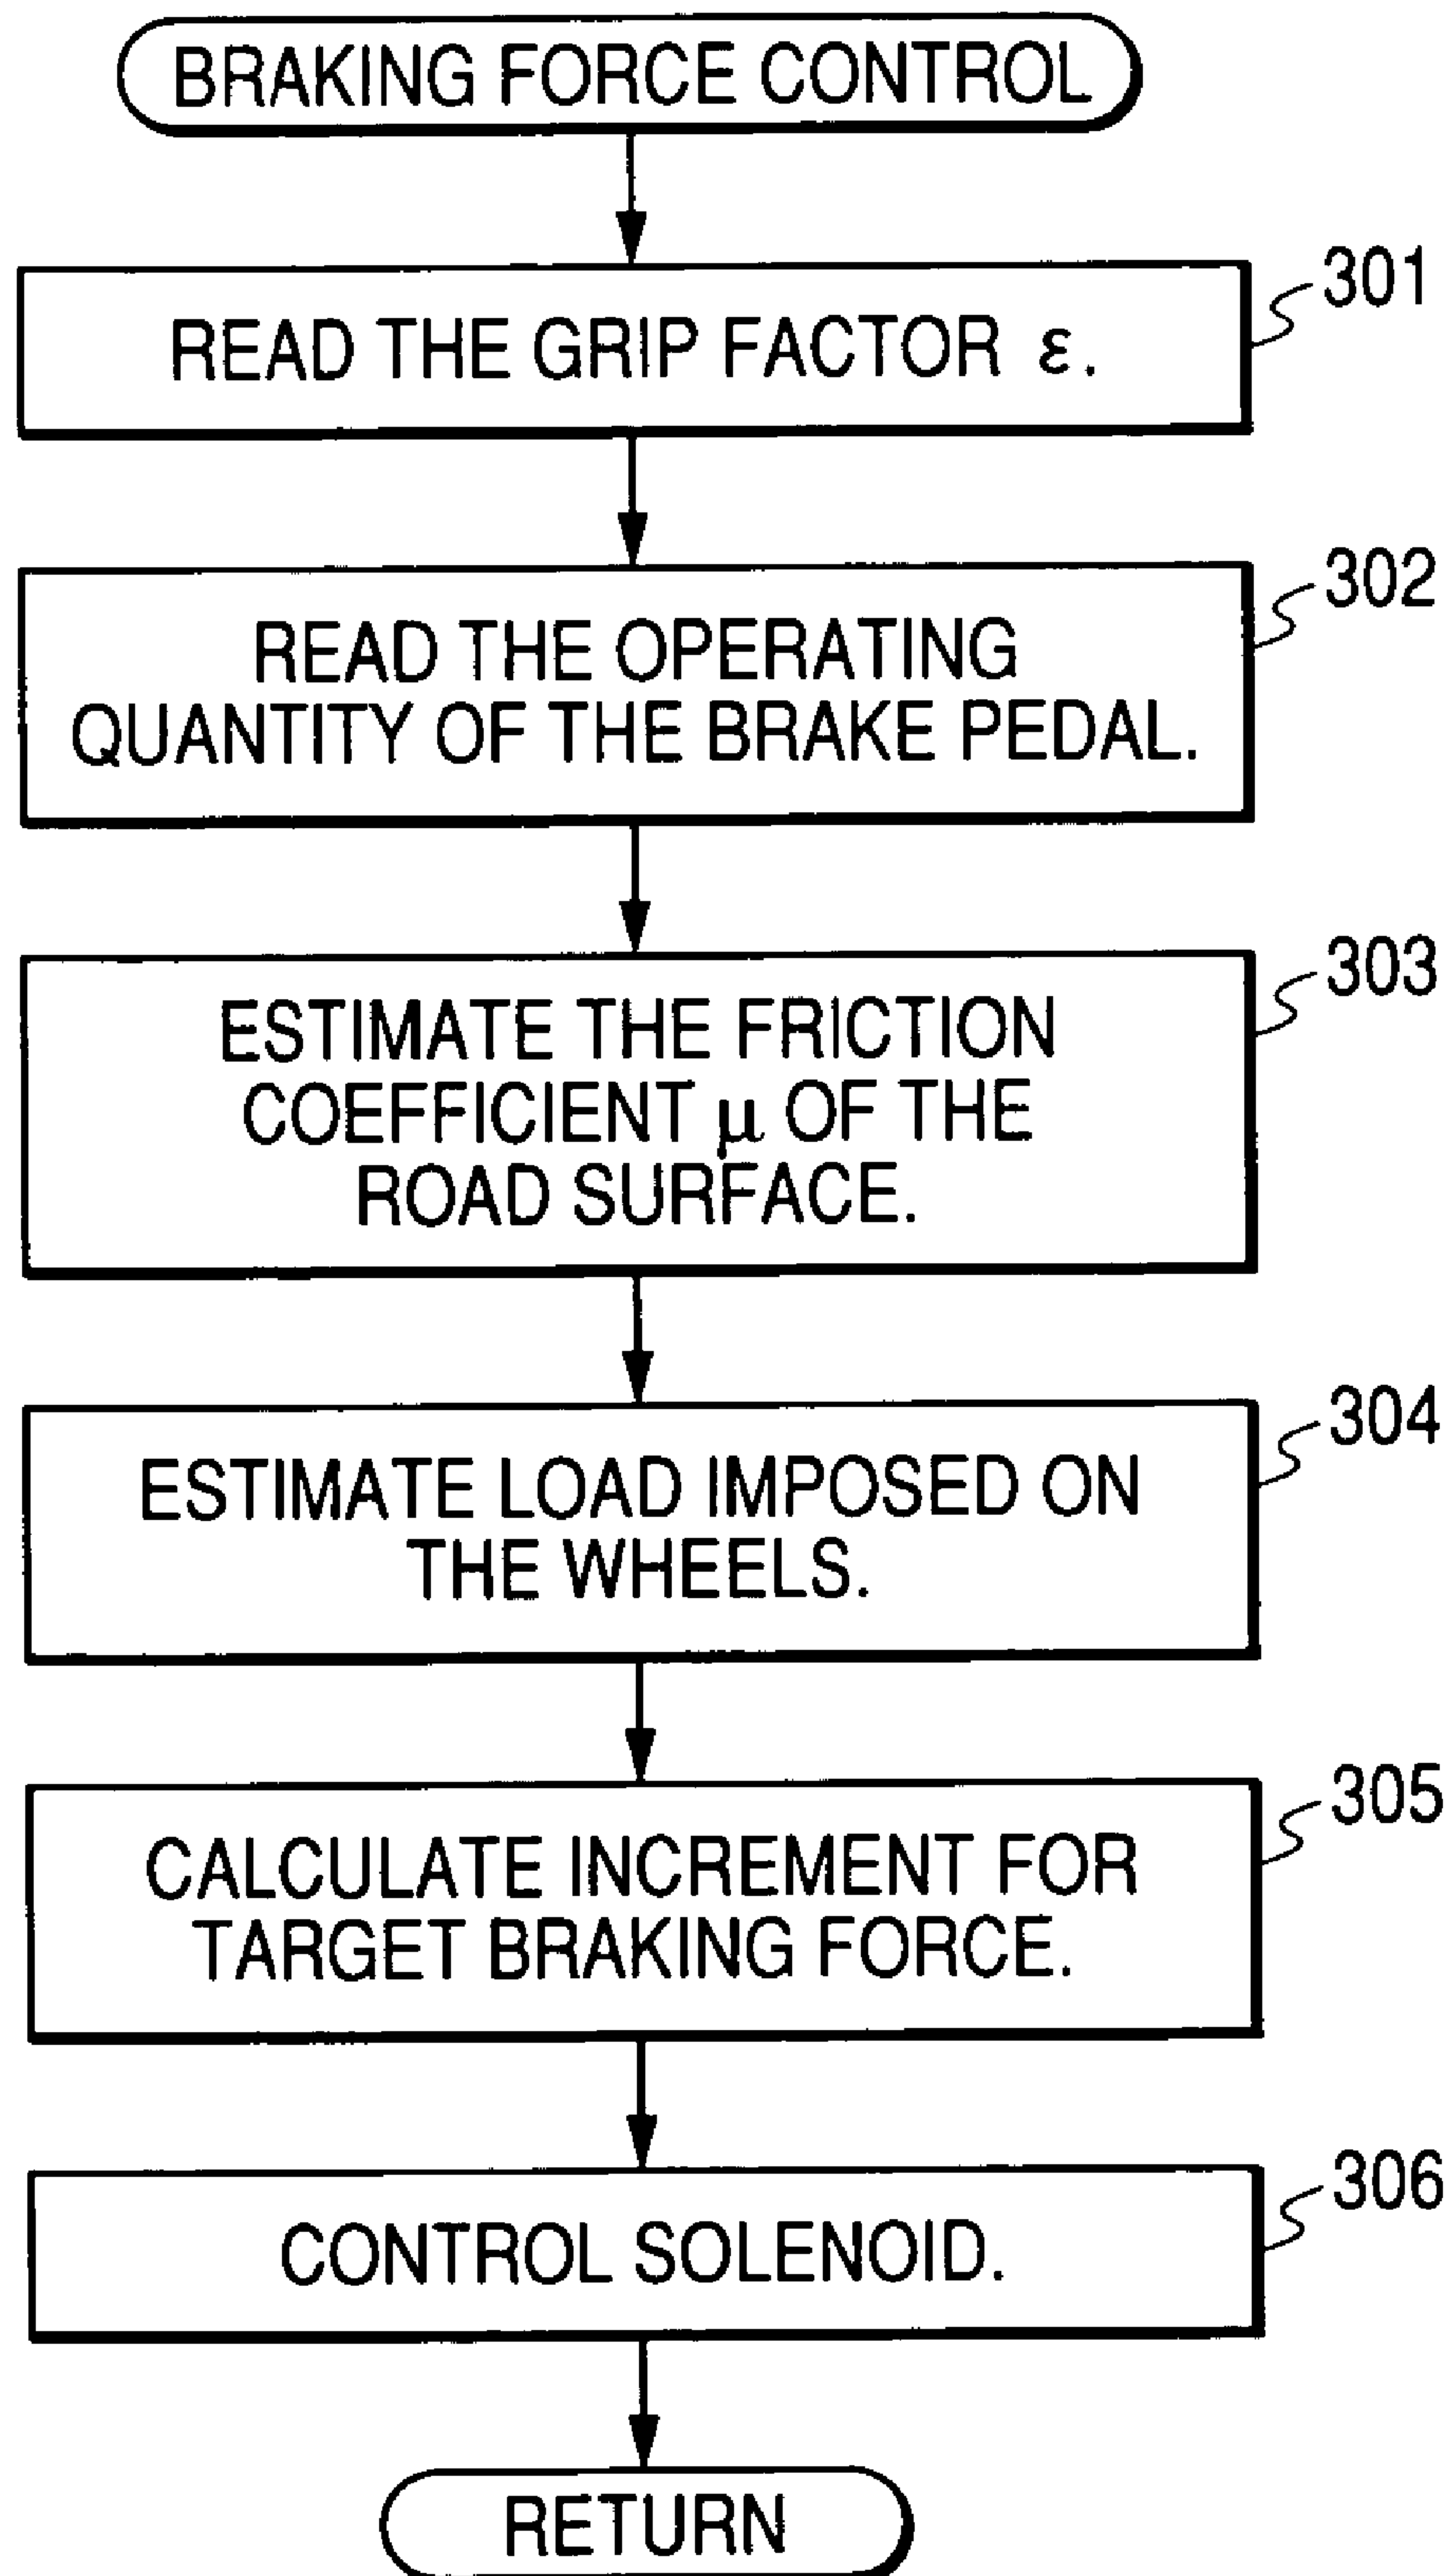 BRAKING FORCE CONTROL
301
READ THE GRIP FACTOR ε.
302
READ THE OPERATING
QUANTITY OF THE BRAKE PEDAL.
303
ESTIMATE THE FRICTION
COEFFICIENT μ OF THE
ROAD SURFACE.
304
ESTIMATE LOAD IMPOSED ON
THE WHEELS.
305
CALCULATE INCREMENT FOR
TARGET BRAKING FORCE.
306
CONTROL SOLENOID.
RETURN